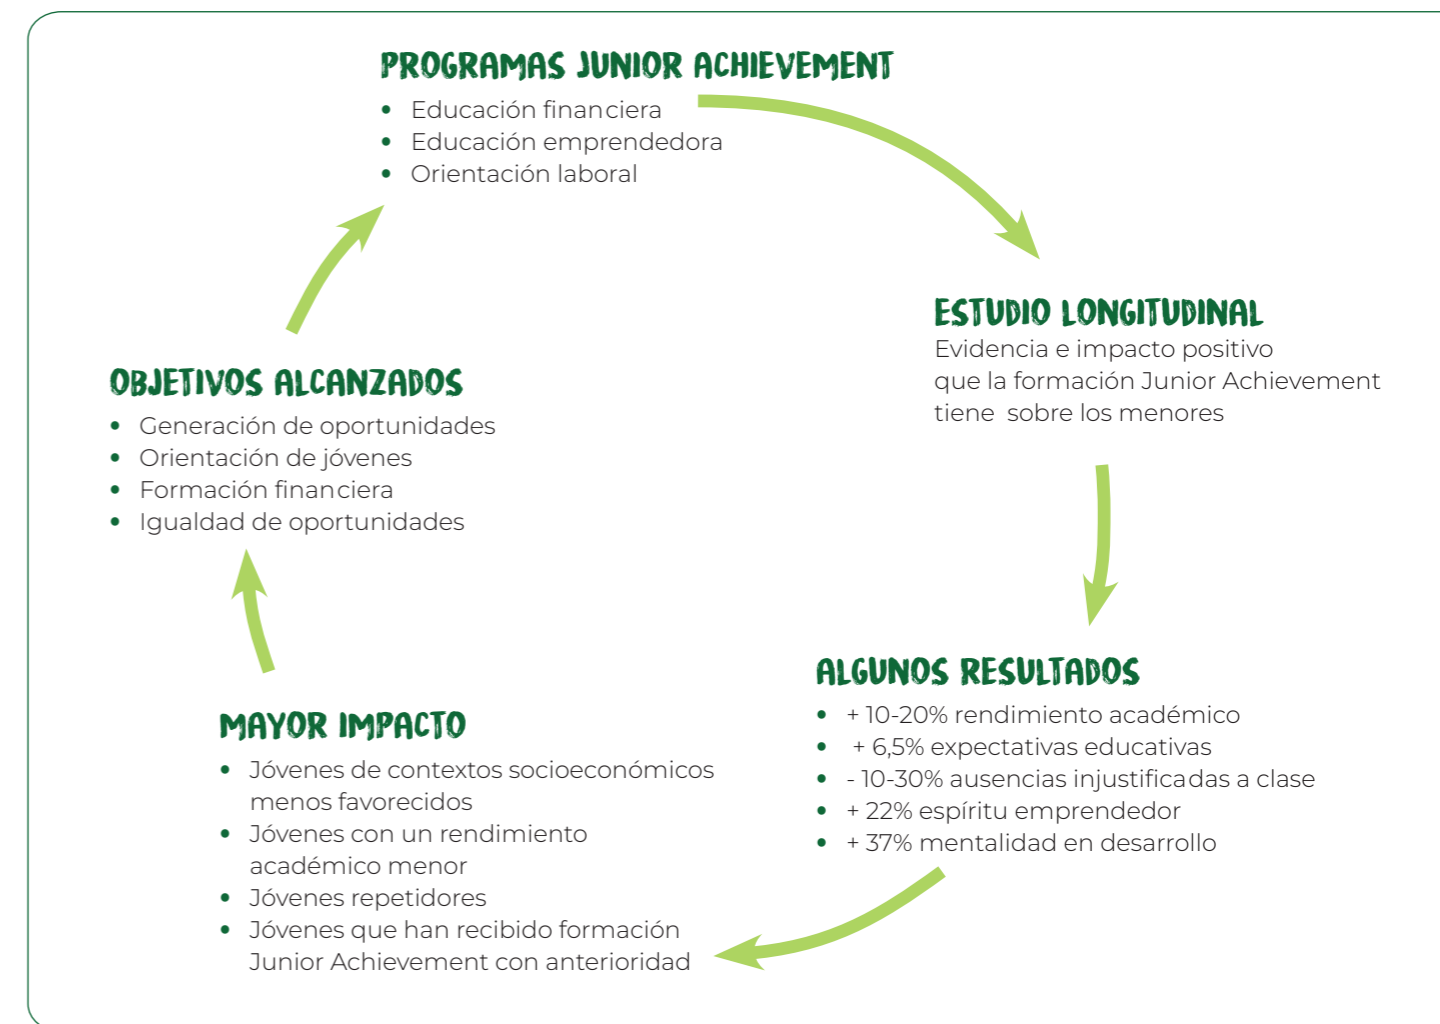 PROGRAMAS JUNIOR ACHIEVEMENT
• Educación financiera
• Educación emprendedora
• Orientación laboral
ESTUDIO LONGITUDINAL
Evidencia e impacto positivo
que la formación Junior Achievement
tiene sobre los menores
ALGUNOS RESULTADOS
• + 10-20% rendimiento académico
• + 6,5% expectativas educativas
• - 10-30% ausencias injustificadas a clase
• + 22% espíritu emprendedor
• + 37% mentalidad en desarrollo
MAYOR IMPACTO
• Jóvenes de contextos socioeconómicos
menos favorecidos
• Jóvenes con un rendimiento
académico menor
• Jóvenes repetidores
• Jóvenes que han recibido formación
Junior Achievement con anterioridad
OBJETIVOS ALCANZADOS
• Generación de oportunidades
• Orientación de jóvenes
• Formación financiera
• Igualdad de oportunidades